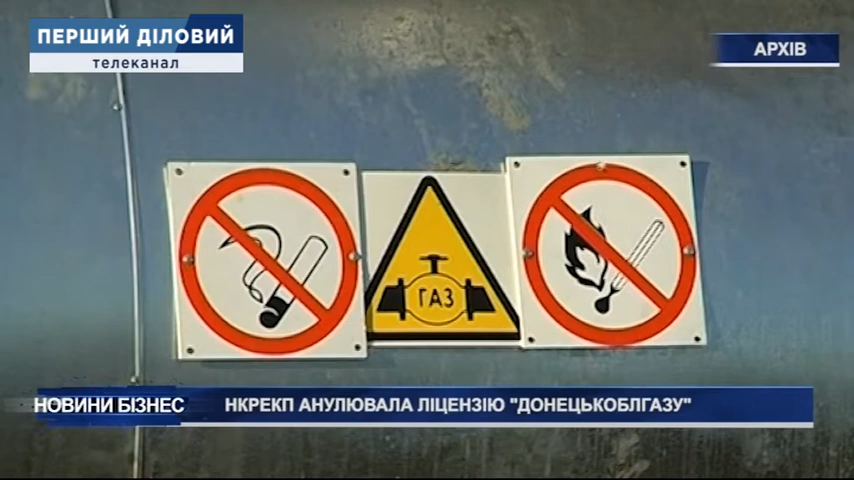 ПЕРШИЙ ДІЛОВИЙ
телеканал
АРХІВ
ГАЗ
НОВИНИ БІЗНЕС
НКРЕКП АНУЛЮВАЛА ЛІЦЕНЗІЮ "ДОНЕЦЬКОБЛГАЗУ"